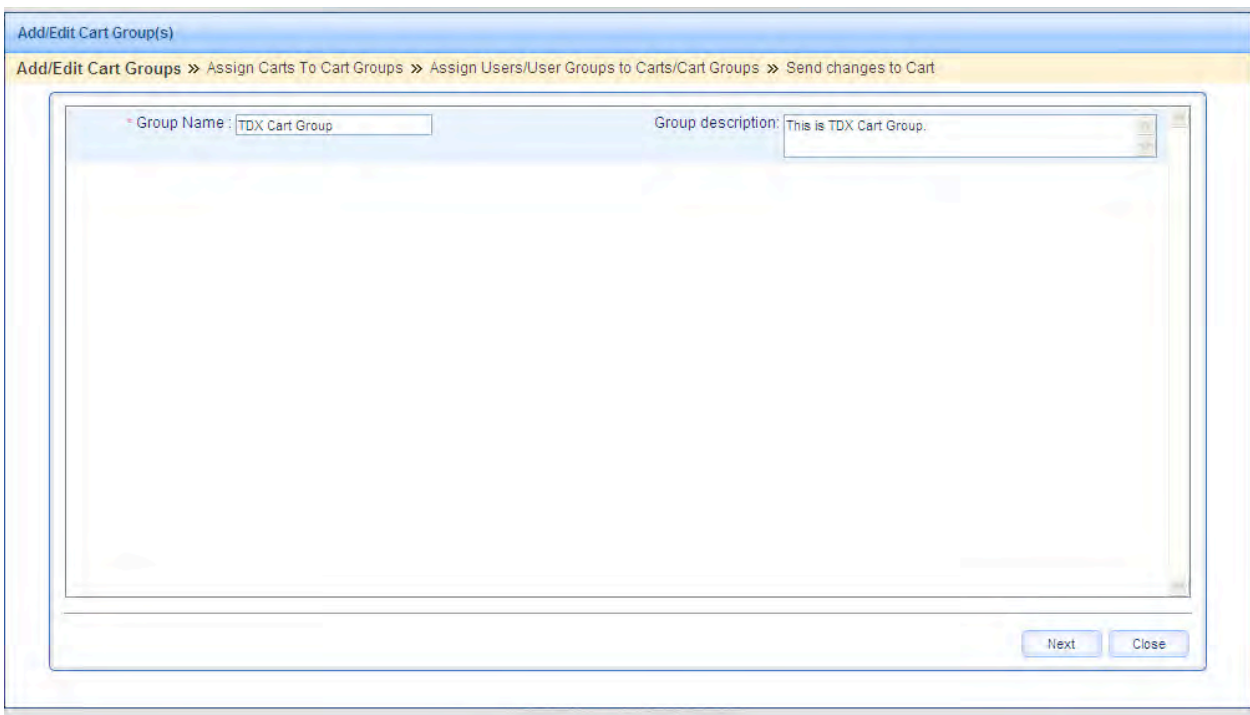 Add/Edit Cart Group(s)
Add/Edit Cart Groups » Assign Carts To Cart Groups » Assign Users/User Groups to Carts/Cart Groups » Send changes to Cart
* Group Name : TDX Cart Group Group description: This is TDX Cart Group.
Next Close